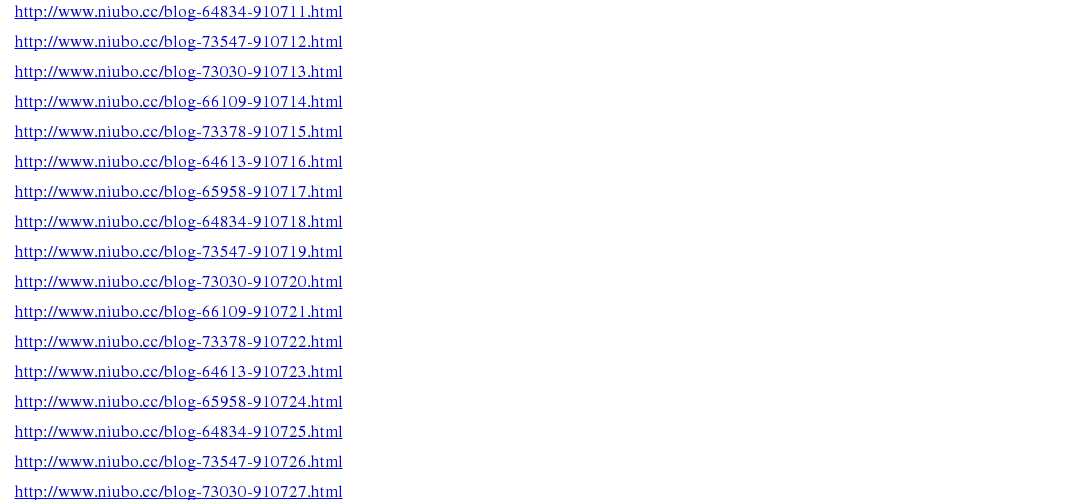 http://www.niubo.cc/blog-64834-910711.html
http://www.niubo.cc/blog-73547-910712.html
http://www.niubo.cc/blog-73030-910713.html
http://www.niubo.cc/blog-66109-910714.html
http://www.niubo.cc/blog-73378-910715.html
http://www.niubo.cc/blog-64613-910716.html
http://www.niubo.cc/blog-65958-910717.html
http://www.niubo.cc/blog-64834-910718.html
http://www.niubo.cc/blog-73547-910719.html
http://www.niubo.cc/blog-73030-910720.html
http://www.niubo.cc/blog-66109-910721.html
http://www.niubo.cc/blog-73378-910722.html
http://www.niubo.cc/blog-64613-910723.html
http://www.niubo.cc/blog-65958-910724.html
http://www.niubo.cc/blog-64834-910725.html
http://www.niubo.cc/blog-73547-910726.html
http://www.niubo.cc/blog-73030-910727.html